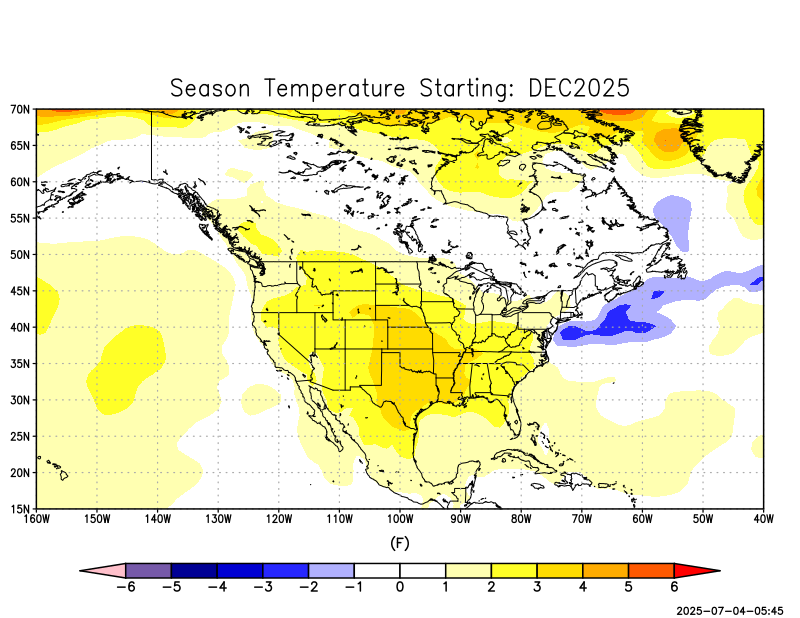 Season Temperature Starting: DEC2025
70N
65N
60N
55N
50N
45N
40N
35N
30N
25N
20N
15N
160W 150W 140W 130W 120W 110W 100W 90W 80W 70W 60W 50W 40W
(F)
−6 −5 −4 −3 −2 −1 0 1 2 3 4 5 6
2025-07-04-05:45